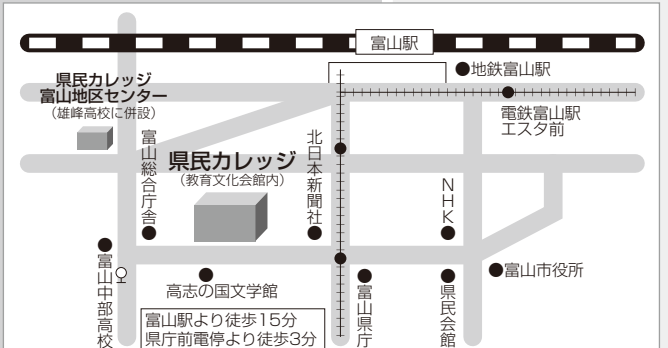 富山駅
地鉄富山駅
電鉄富山駅
エスタ前
県民カレッジ
富山地区センター
（雄峰高校に併設）
富山総合庁舎
県民カレッジ
（教育文化会館内）
北日本新聞社
NHK
富山中部高校
高志の国文学館
富山市役所
富山県庁
県民会館
富山駅より徒歩15分
県庁前電停より徒歩3分